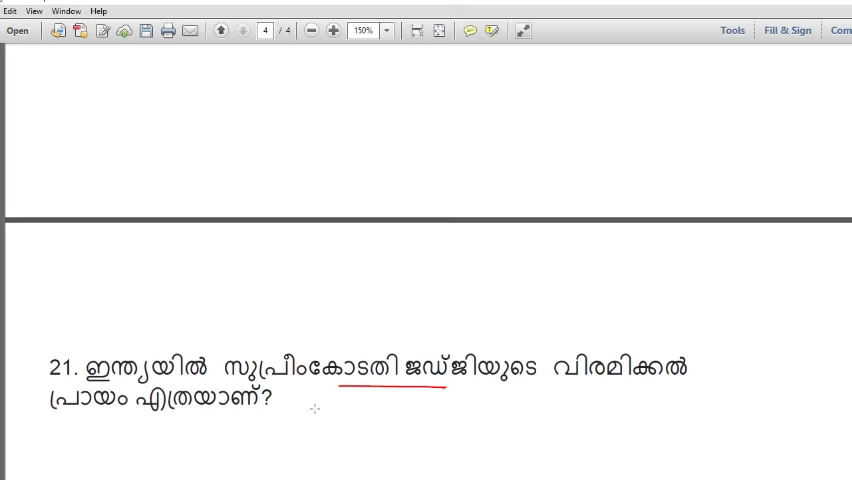 Edit View Window Help
Open 4 / 4 150% Tools Fill & Sign
21. ഇന്ത്യയിൽ സുപ്രീംകോടതി ജഡ്ജിയുടെ വിരമിക്കൽ
പ്രായം എത്രയാണ്?